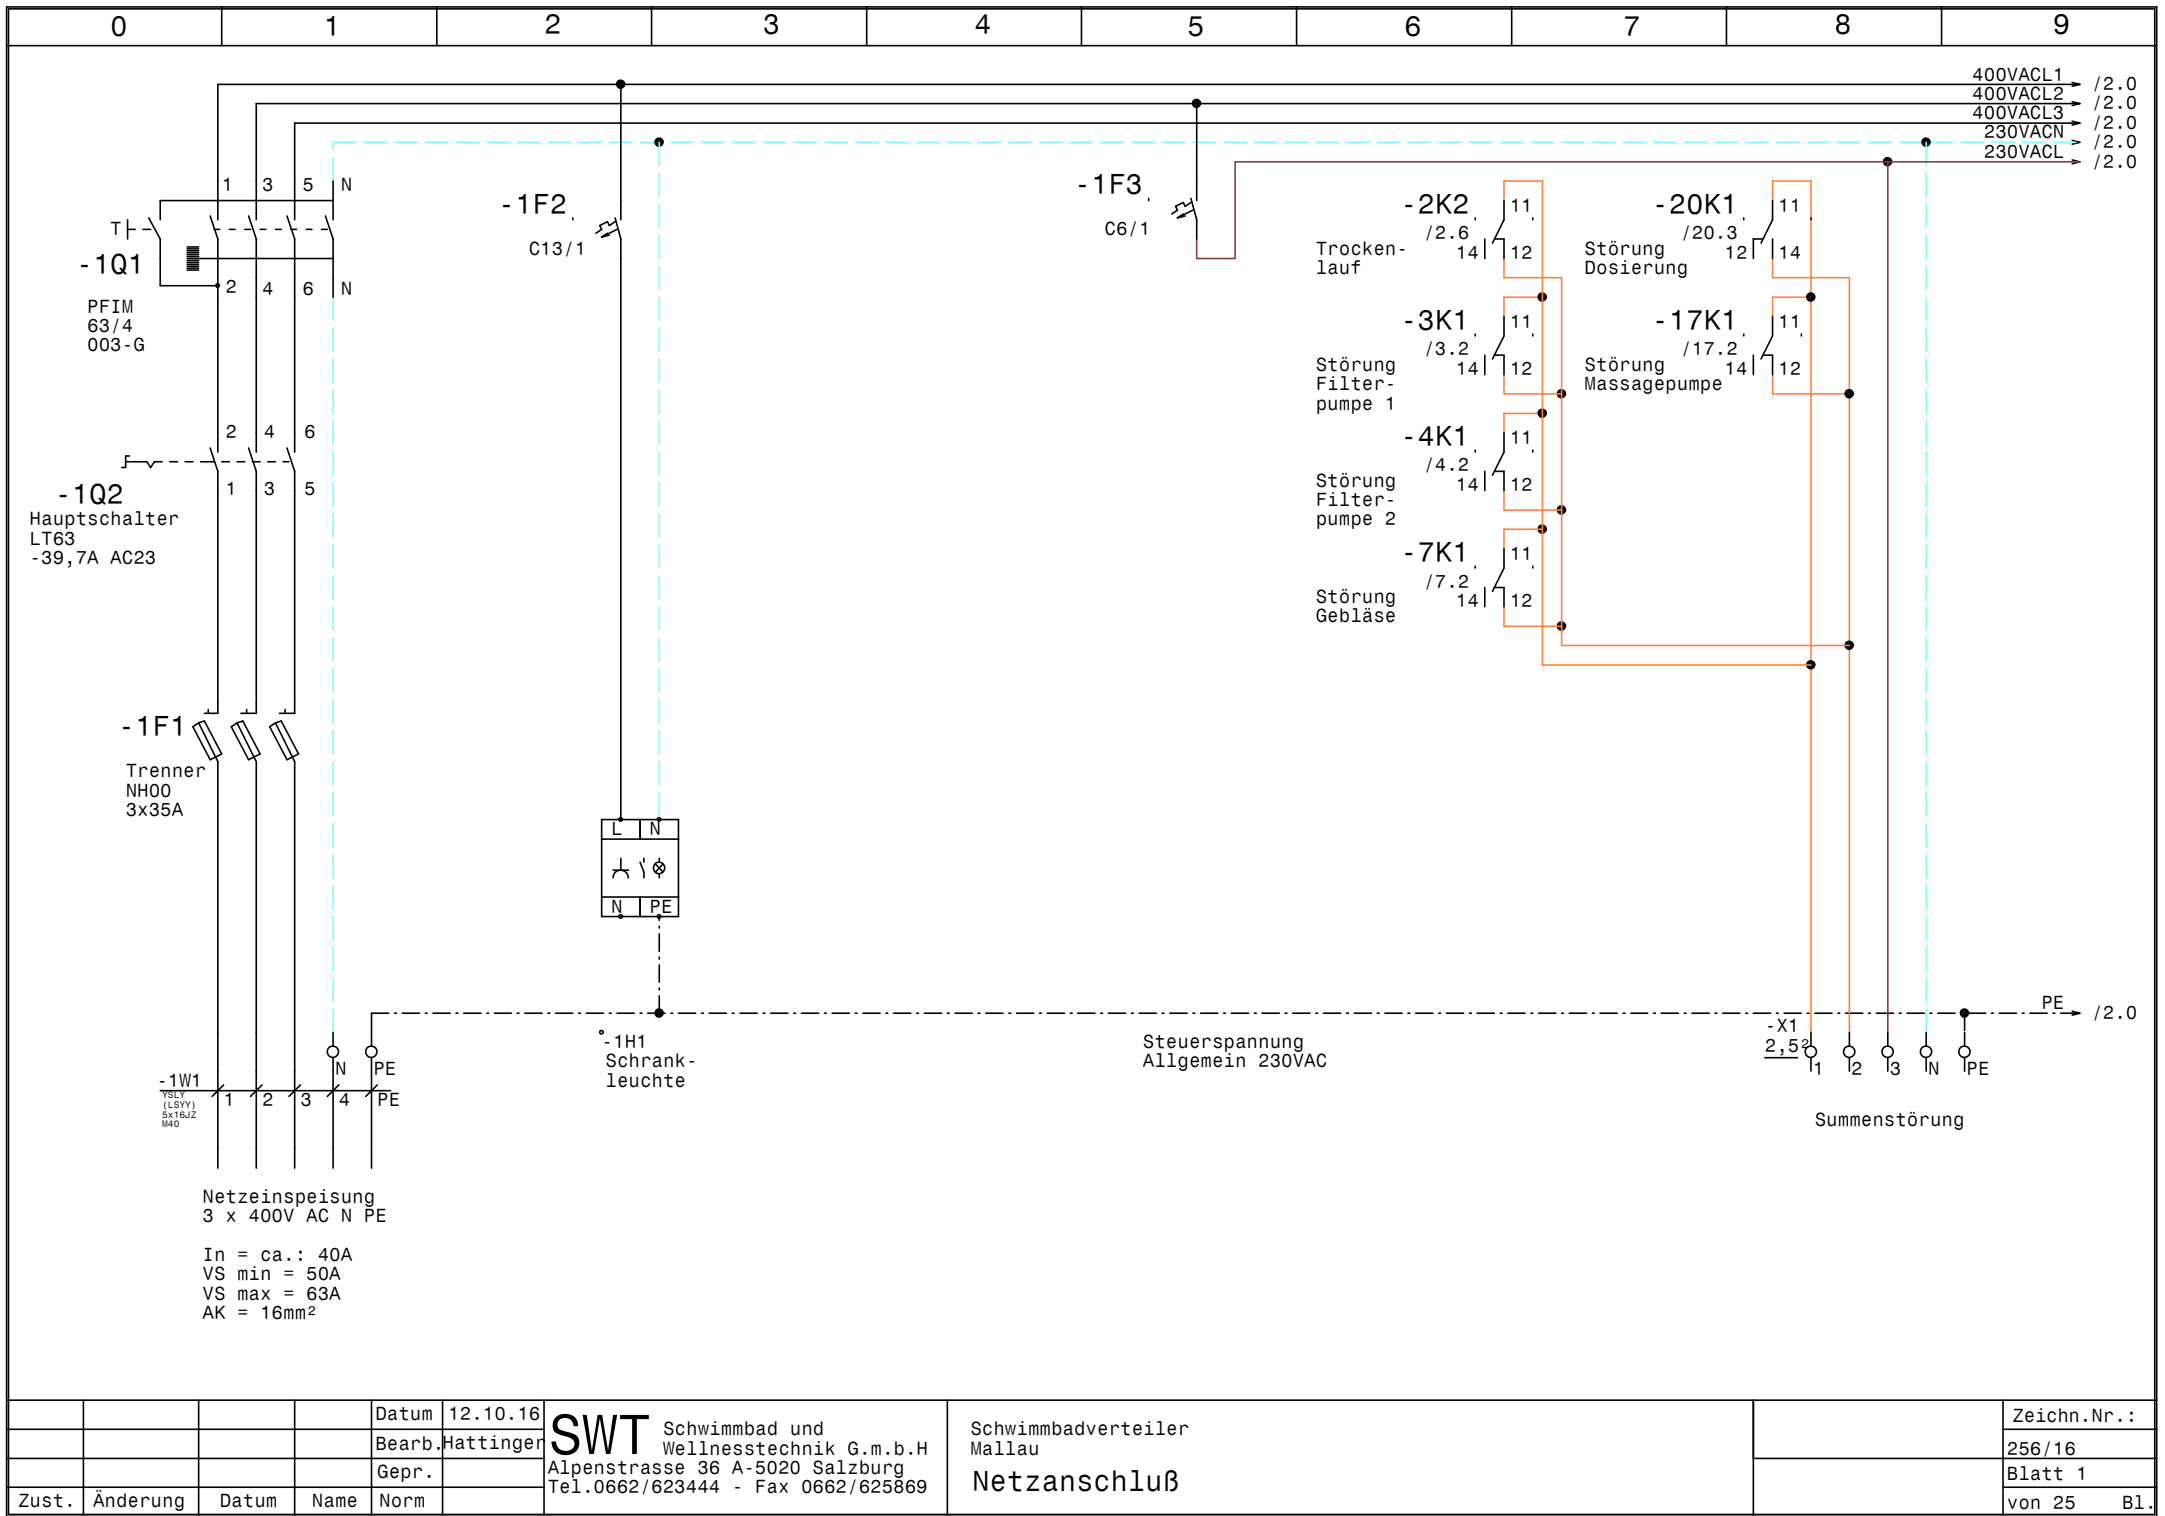 0 1 2 3 4 5 6 7 8 9
400VACL1 /2.0
400VACL2 /2.0
400VACL3 /2.0
230VACN /2.0
230VACL /2.0
1 3 5 N
T
-1Q1
2 4 6 N
PFIM
63/4
003-G
2 4 6
-1Q2
1 3 5
Hauptschalter
LT63
-39,7A AC23
-1F1
Trenner
NH00
3x35A
N PE
-1W1
YSLY
(LSYY)
5x16JZ
M40
1 2 3 4 PE
Netzeinspeisung
3 x 400V AC N PE
In = ca.: 40A
VS min = 50A
VS max = 63A
AK = 16mm²
-1F2
C13/1
L N
N PE
-1H1
Schrank-
leuchte
-1F3
C6/1
Steuerspannung
Allgemein 230VAC
-2K2 11
/2.6
14 12
Trocken-
lauf
-3K1 11
/3.2
14 12
Störung
Filter-
pumpe 1
-4K1 11
/4.2
14 12
Störung
Filter-
pumpe 2
-7K1 11
/7.2
14 12
Störung
Gebläse
-20K1 11
/20.3
12 14
Störung
Dosierung
-17K1 11
/17.2
14 12
Störung
Massagepumpe
PE /2.0
-X1
2,5²
1 2 3 N PE
Summenstörung
Datum 12.10.16
Bearb. Hattinger
Gepr.
Zust. Änderung Datum Name Norm
SWT Schwimmbad und
Wellnesstechnik G.m.b.H
Alpenstrasse 36 A-5020 Salzburg
Tel.0662/623444 - Fax 0662/625869
Schwimmbadverteiler
Mallau
Netzanschluß
Zeichn.Nr.:
256/16
Blatt 1
von 25 Bl.